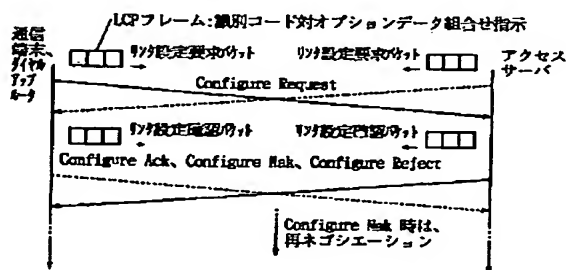 LCPフレーム:識別コード対オプションデータ組合せ指示
通信
端末、
ダイヤル
アップ
ルータ
リンク設定要求パケット
リンク設定要求パケット
アクセス
サーバ
Configure Request
リンク設定確認パケット
リンク設定確認パケット
Configure Ack、Configure Nak、Configure Reject
Configure Nak 時は、
再ネゴシエーション